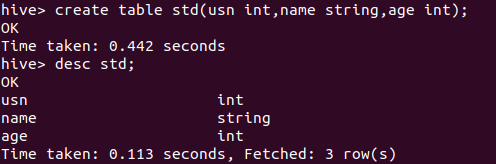 hive> create table std(usn int,name string,age int);
OK
Time taken: 0.442 seconds
hive> desc std;
OK
usn int
name string
age int
Time taken: 0.113 seconds, Fetched: 3 row(s)